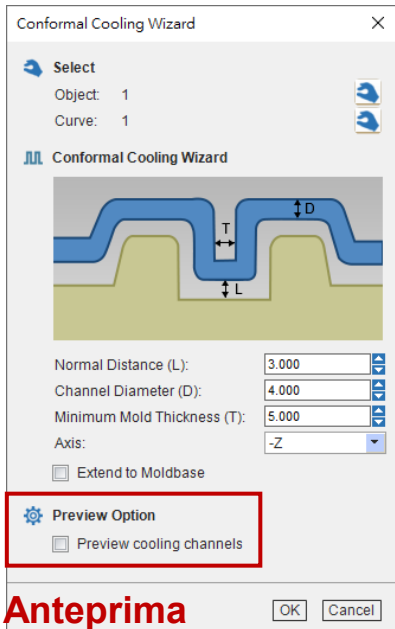 Conformal Cooling Wizard
Select
Object: 1
Curve: 1
Conformal Cooling Wizard
D
T
L
Normal Distance (L): 3.000
Channel Diameter (D): 4.000
Minimum Mold Thickness (T): 5.000
Axis: -Z
Extend to Moldbase
Preview Option
Preview cooling channels
Anteprima OK Cancel